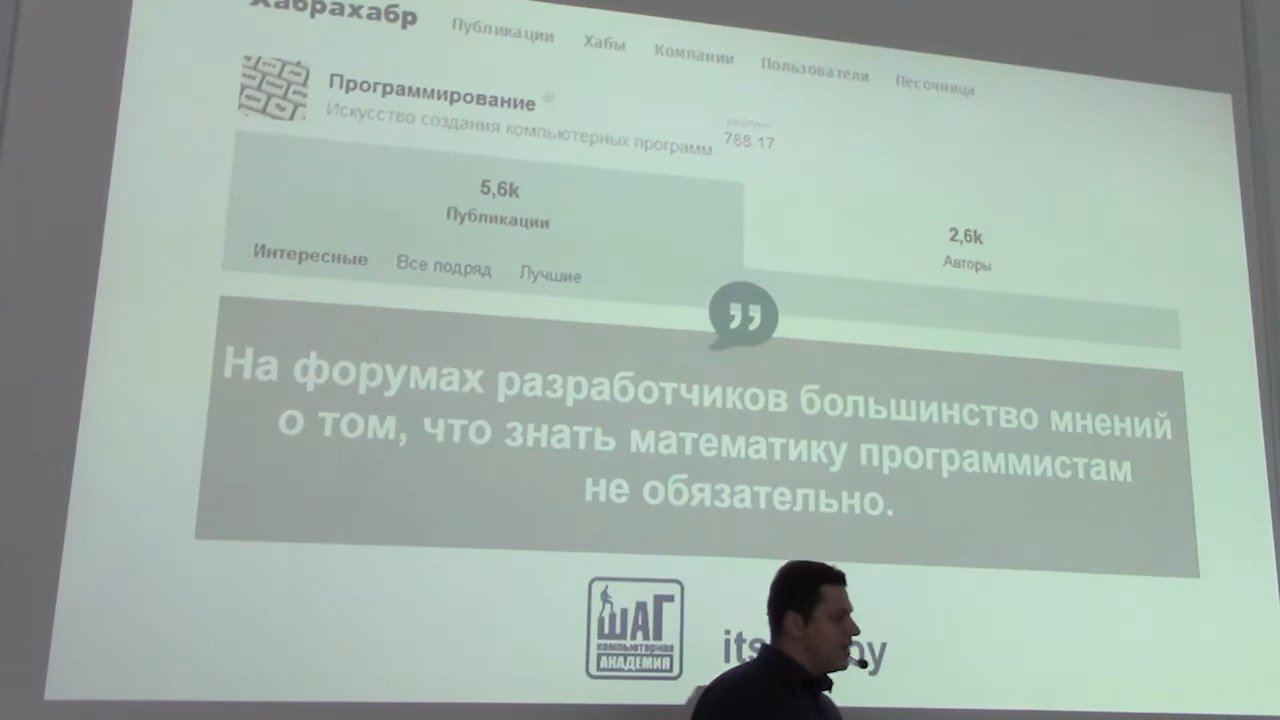 Хабрахабр
Публикации Хабы Компании Пользователи Песочница
Программирование
Искусство создания компьютерных программ
рейтинг
788.17
5,6k
Публикации
2,6k
Авторы
Интересные Все подряд Лучшие
На форумах разработчиков большинство мнений
о том, что знать математику программистам
не обязательно.
ШАГ
компьютерная
АКАДЕМИЯ